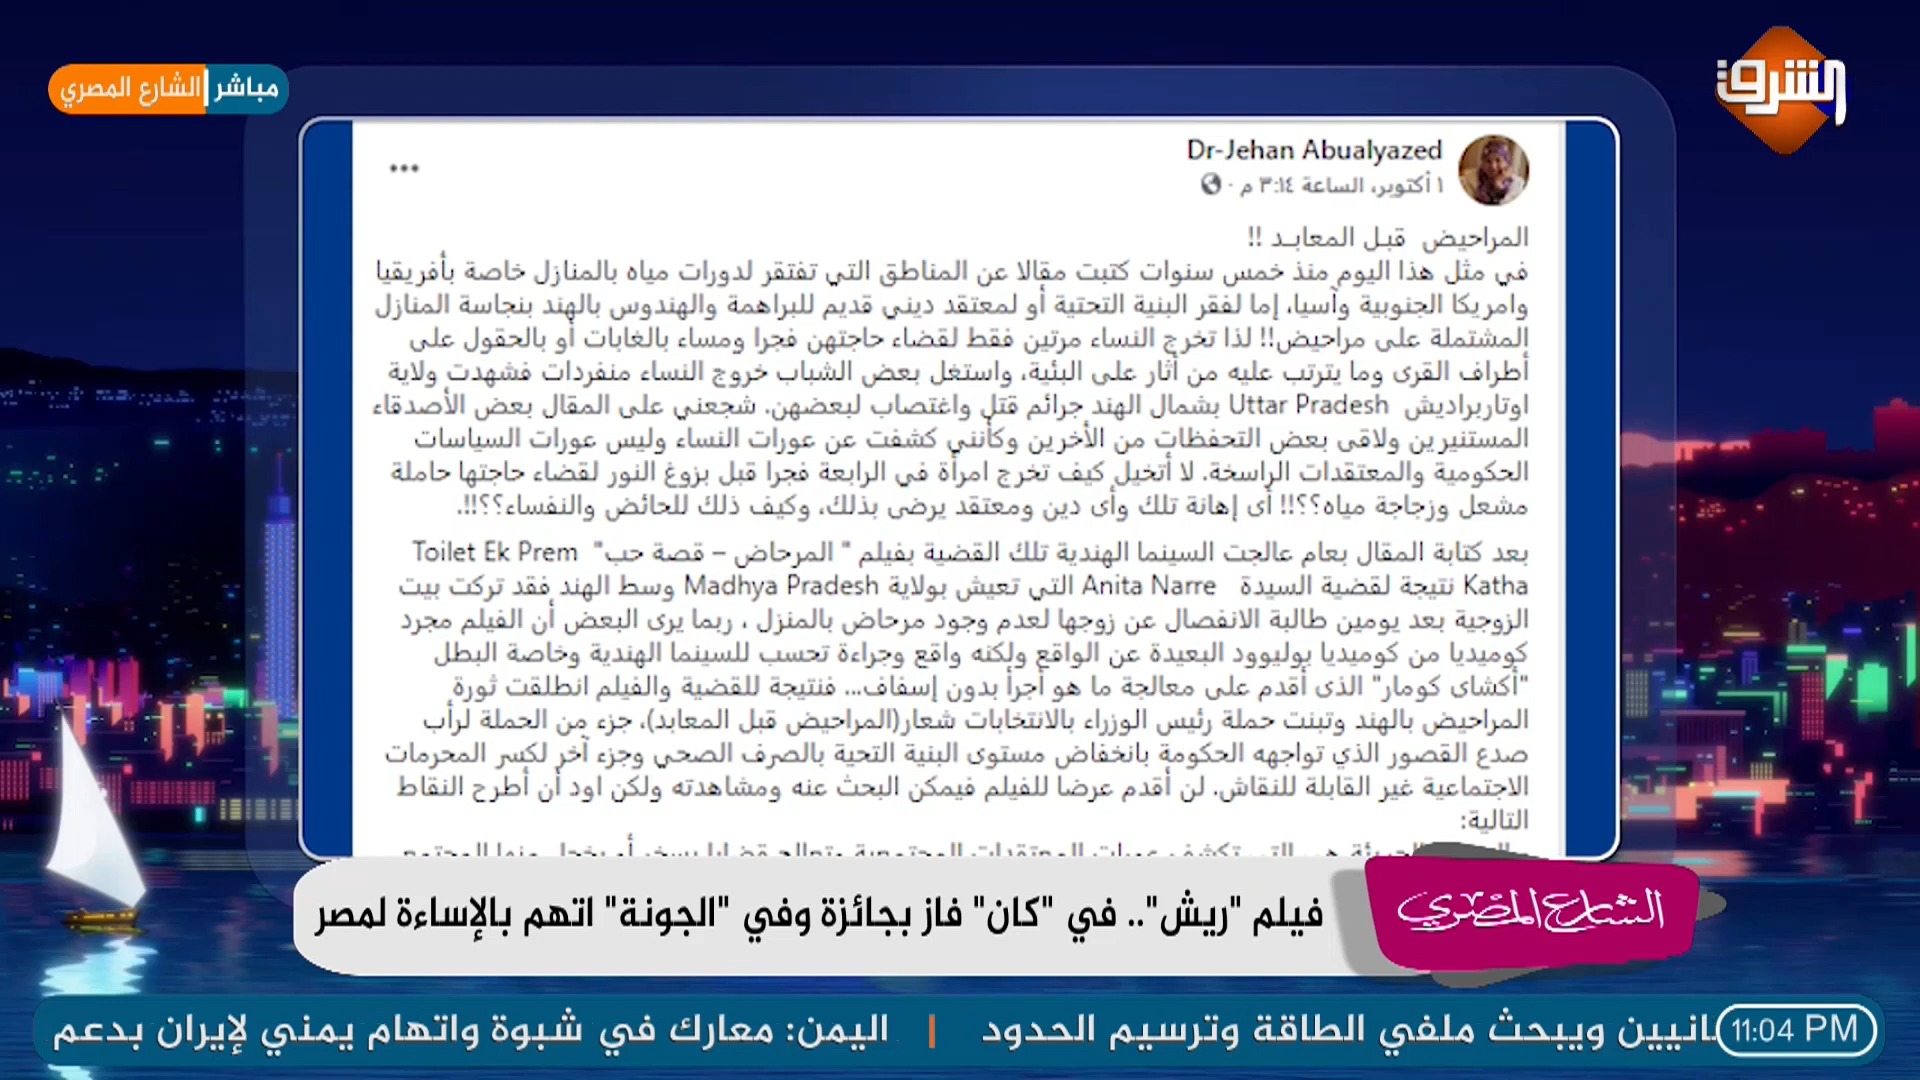 مباشر الشارع المصري
الشرق
Dr-Jehan Abualyazed
١ أكتوبر، الساعة ٣:١٤ م ·
المراحيض قبل المعابد !!
في مثل هذا اليوم منذ خمس سنوات كتبت مقالا عن المناطق التي تفتقر لدورات مياه بالمنازل خاصة بأفريقيا
وامريكا الجنوبية وآسيا، إما لفقر البنية التحتية أو لمعتقد ديني قديم للبراهمة والهندوس بالهند بنجاسة المنازل
المشتملة على مراحيض!! لذا تخرج النساء مرتين فقط لقضاء حاجتهن فجرا ومساء بالغابات أو بالحقول على
أطراف القرى وما يترتب عليه من أثار على البئية، واستغل بعض الشباب خروج النساء منفردات فشهدت ولاية
اوتاربراديش Uttar Pradesh بشمال الهند جرائم قتل واغتصاب لبعضهن. شجعني على المقال بعض الأصدقاء
المستنيرين ولاقى بعض التحفظات من الأخرين وكأنني كشفت عن عورات النساء وليس عورات السياسات
الحكومية والمعتقدات الراسخة. لا أتخيل كيف تخرج امرأة في الرابعة فجرا قبل بزوغ النور لقضاء حاجتها حاملة
مشعل وزجاجة مياه؟؟!! أى إهانة تلك وأى دين ومعتقد يرضى بذلك، وكيف ذلك للحائض والنفساء؟؟!!.
بعد كتابة المقال بعام عالجت السينما الهندية تلك القضية بفيلم " المرحاض – قصة حب" Toilet Ek Prem
Katha نتيجة لقضية السيدة Anita Narre التي تعيش بولاية Madhya Pradesh وسط الهند فقد تركت بيت
الزوجية بعد يومين طالبة الانفصال عن زوجها لعدم وجود مرحاض بالمنزل ، ربما يرى البعض أن الفيلم مجرد
كوميديا من كوميديا بوليوود البعيدة عن الواقع ولكنه واقع وجراءة تحسب للسينما الهندية وخاصة البطل
"أكشاى كومار" الذى أقدم على معالجة ما هو أجرأ بدون إسفاف... فنتيجة للقضية والفيلم انطلقت ثورة
المراحيض بالهند وتبنت حملة رئيس الوزراء بالانتخابات شعار(المراحيض قبل المعابد)، جزء من الحملة لرأب
صدع القصور الذي تواجهه الحكومة بانخفاض مستوى البنية التحية بالصرف الصحي وجزء آخر لكسر المحرمات
الاجتماعية غير القابلة للنقاش. لن أقدم عرضا للفيلم فيمكن البحث عنه ومشاهدته ولكن اود أن أطرح النقاط
التالية:
الشارع المصري
فيلم "ريش".. في "كان" فاز بجائزة وفي "الجونة" اتهم بالإساءة لمصر
11:04 PM
انيين ويبحث ملفي الطاقة وترسيم الحدود | اليمن: معارك في شبوة واتهام يمني لإيران بدعم